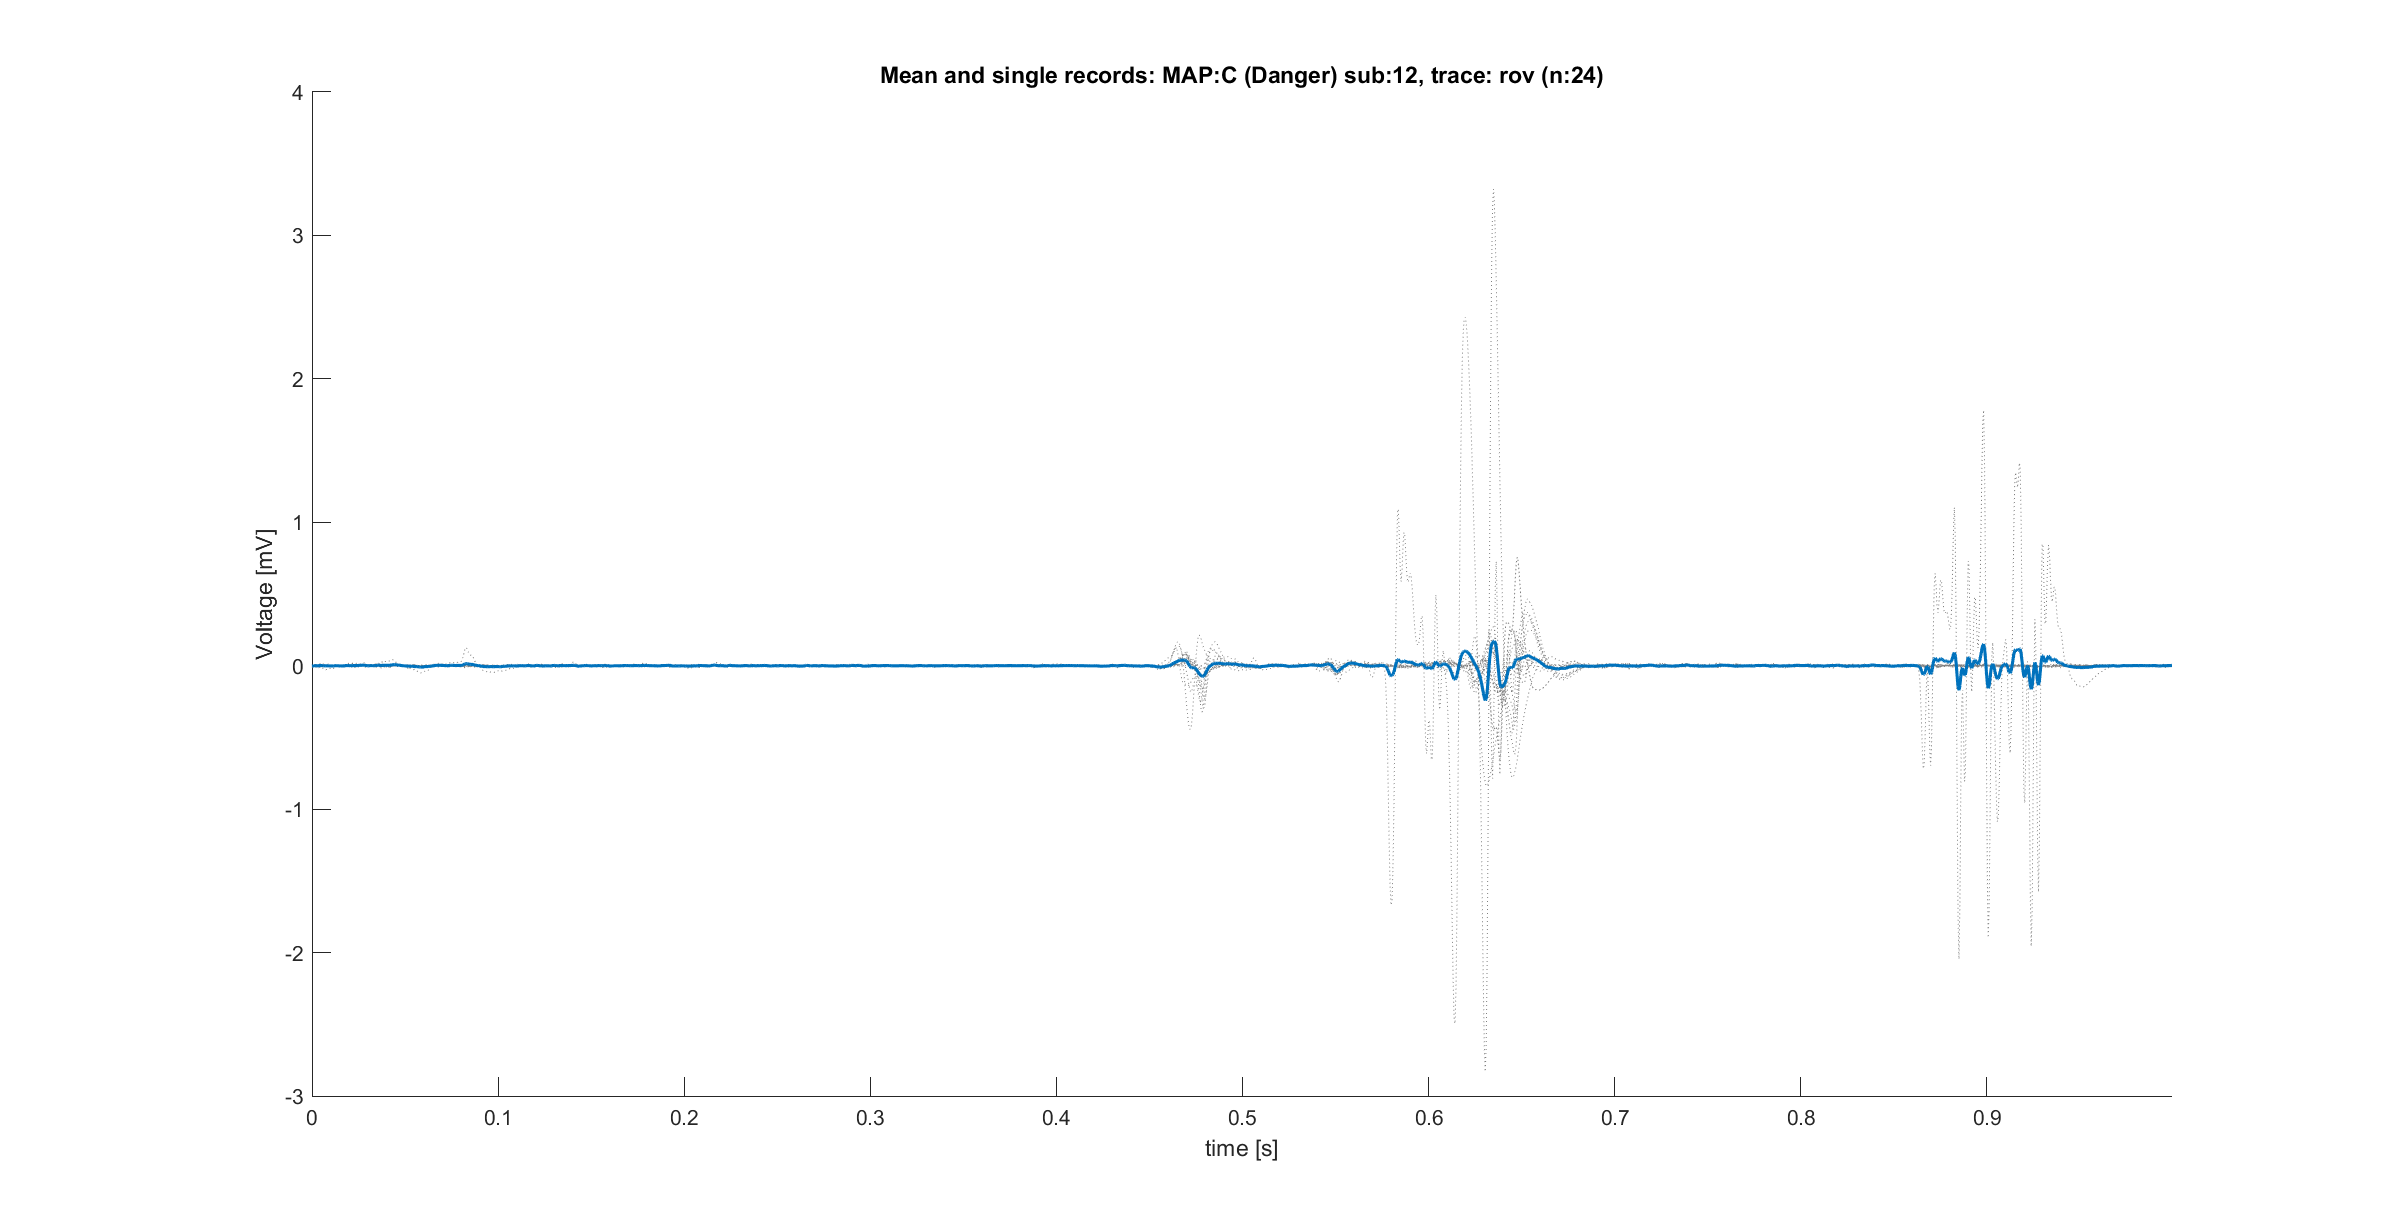 Mean and single records: MAP:C (Danger) sub:12, trace: rov (n:24)
4
3
2
1
0
-1
-2
-3
Voltage [mV]
0 0.1 0.2 0.3 0.4 0.5 0.6 0.7 0.8 0.9
time [s]